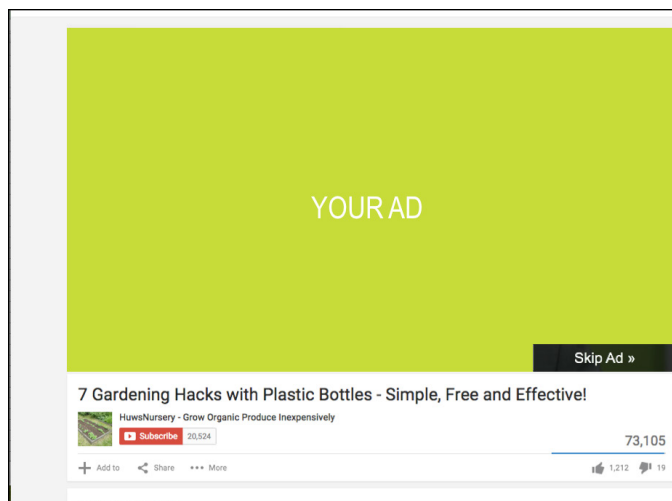 YOUR AD
Skip Ad »
7 Gardening Hacks with Plastic Bottles - Simple, Free and Effective!
HuwsNursery - Grow Organic Produce Inexpensively
Subscribe 20,524
73,105
Add to Share More
1,212 19